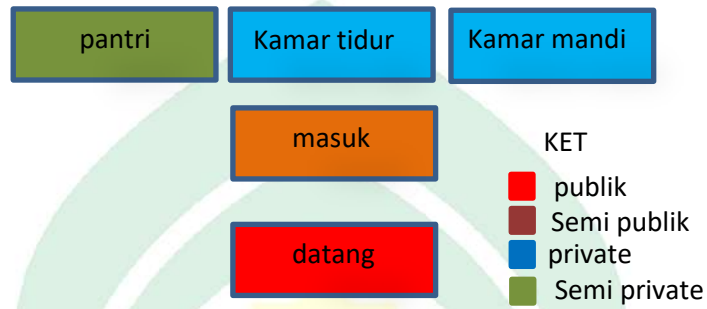 pantri
Kamar tidur
Kamar mandi
masuk
datang
KET
publik
Semi publik
private
Semi private